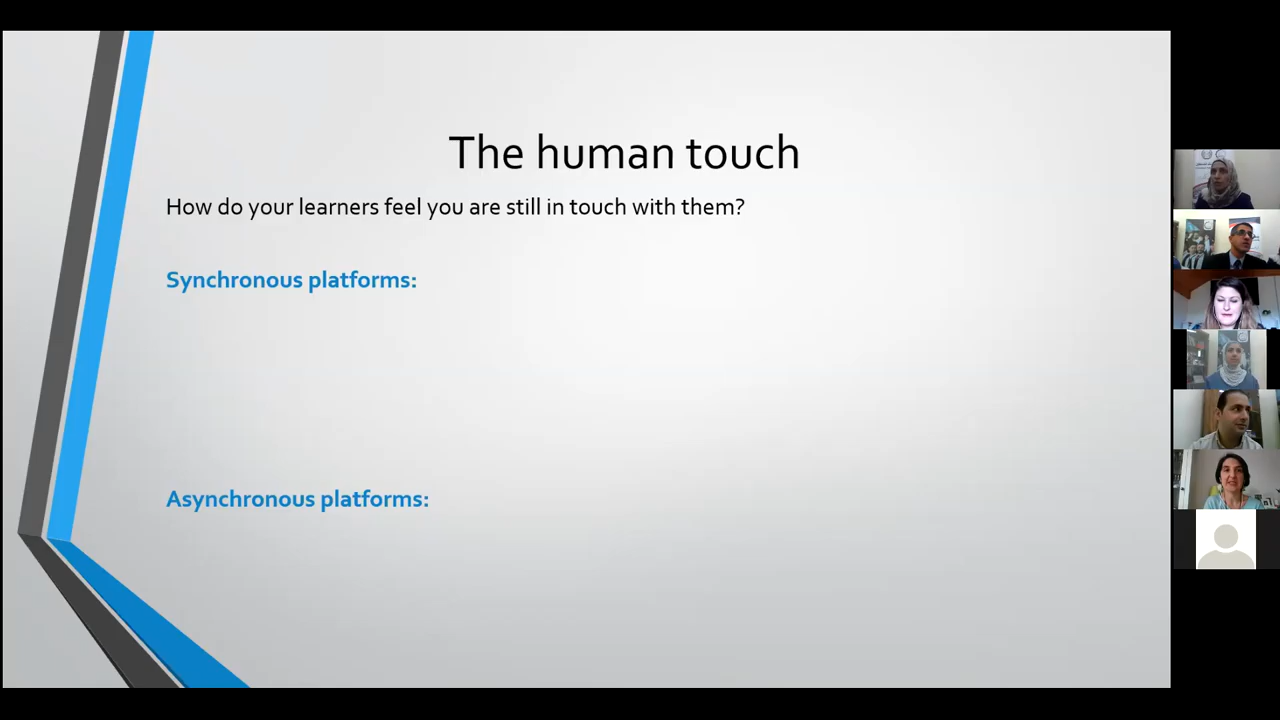 The human touch
How do your learners feel you are still in touch with them?
Synchronous platforms:
Asynchronous platforms: